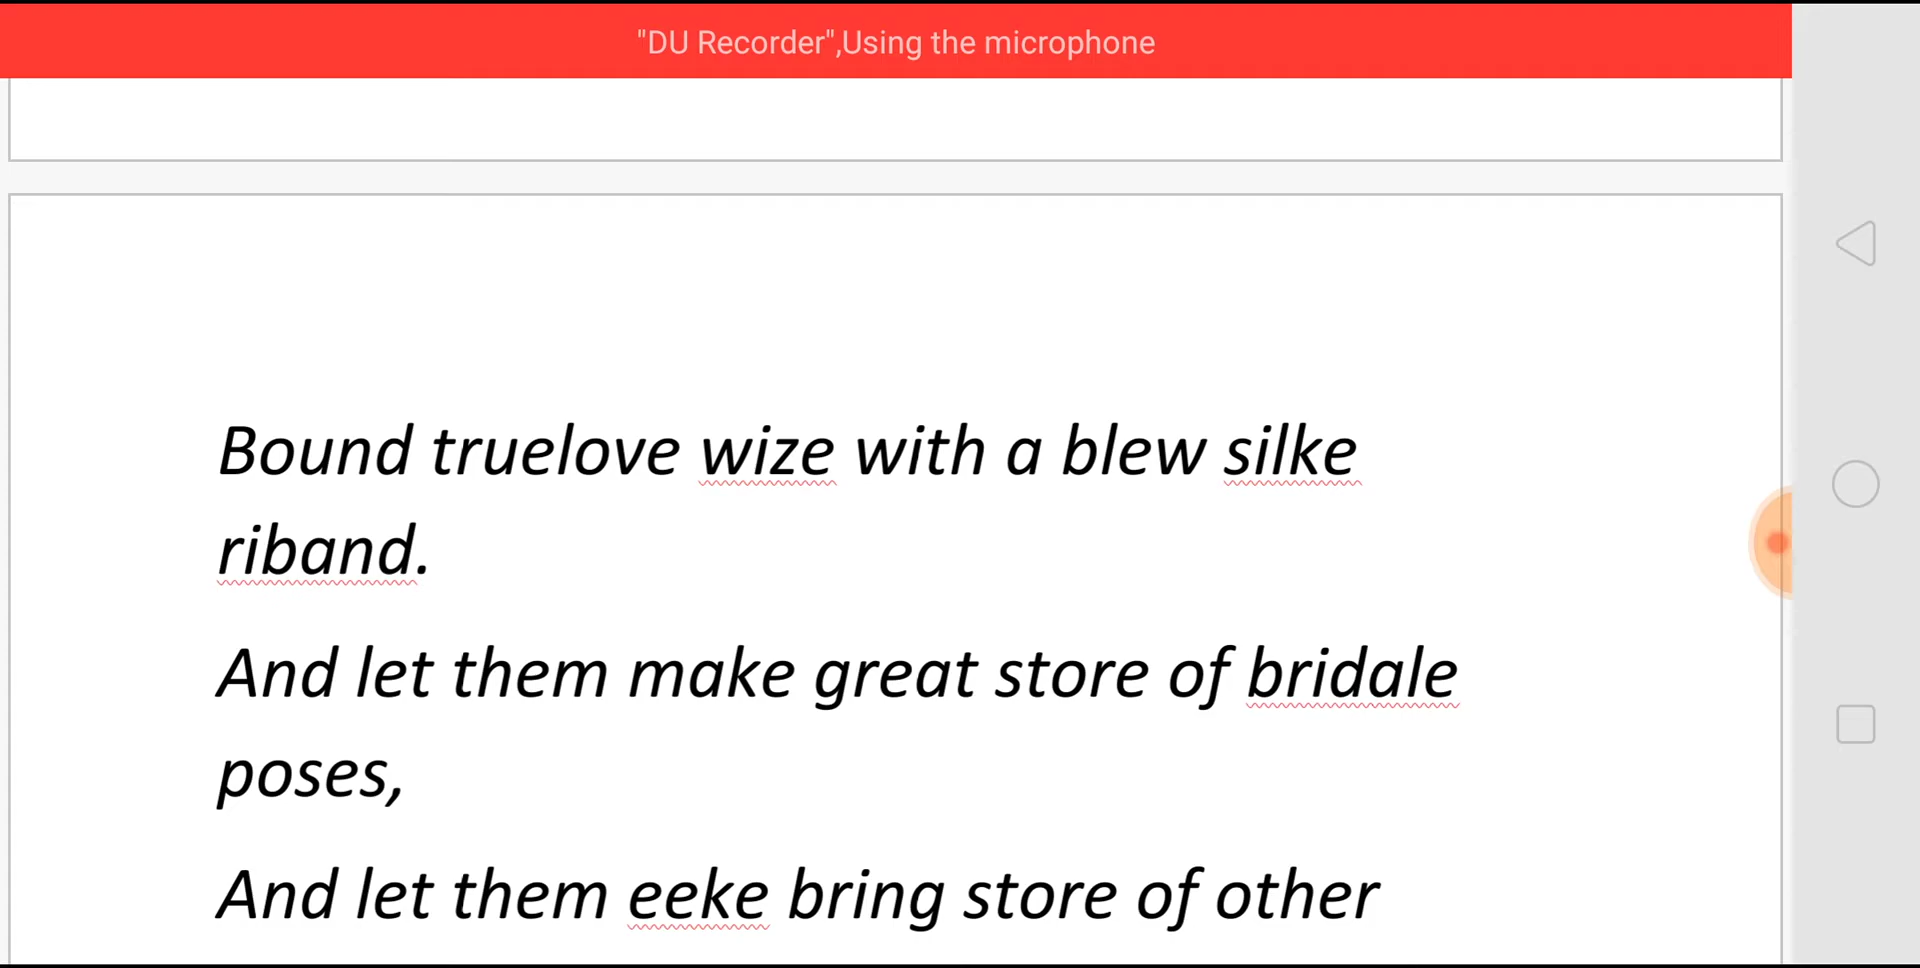 "DU Recorder",Using the microphone
Bound truelove wize with a blew silke
riband.
And let them make great store of bridale
poses,
And let them eeke bring store of other